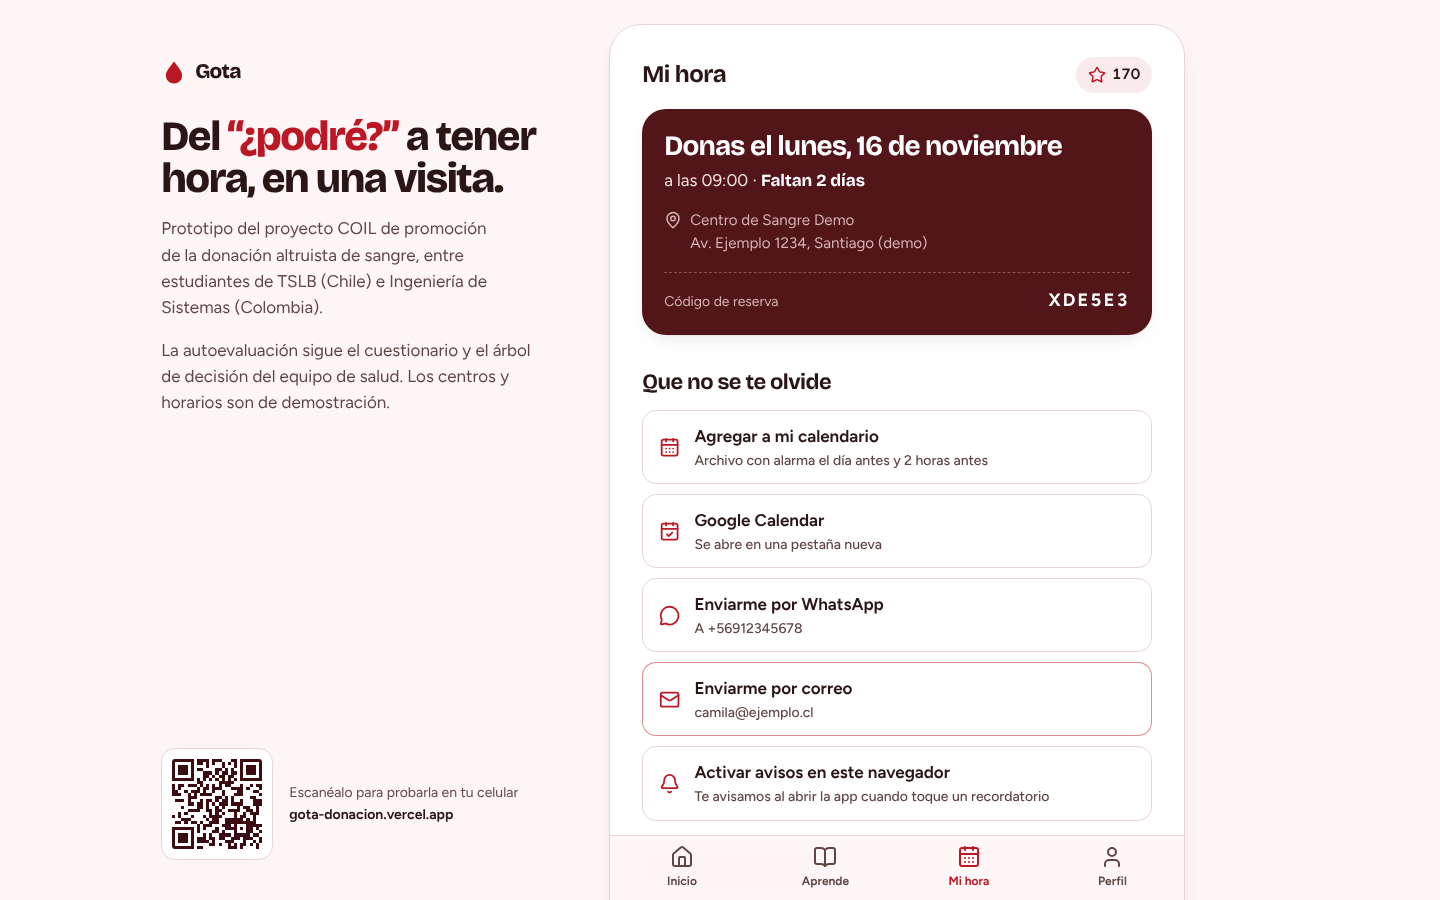 Gota
Del “¿podré?” a tener
hora, en una visita.
Prototipo del proyecto COIL de promoción
de la donación altruista de sangre, entre
estudiantes de TSLB (Chile) e Ingeniería de
Sistemas (Colombia).
La autoevaluación sigue el cuestionario y el árbol
de decisión del equipo de salud. Los centros y
horarios son de demostración.
Escanéalo para probarla en tu celular
gota-donacion.vercel.app
Mi hora
170
Donas el lunes, 16 de noviembre
a las 09:00 · Faltan 2 días
Centro de Sangre Demo
Av. Ejemplo 1234, Santiago (demo)
Código de reserva
XDE5E3
Que no se te olvide
Agregar a mi calendario
Archivo con alarma el día antes y 2 horas antes
Google Calendar
Se abre en una pestaña nueva
Enviarme por WhatsApp
A +56912345678
Enviarme por correo
camila@ejemplo.cl
Activar avisos en este navegador
Te avisamos al abrir la app cuando toque un recordatorio
Inicio
Aprende
Mi hora
Perfil